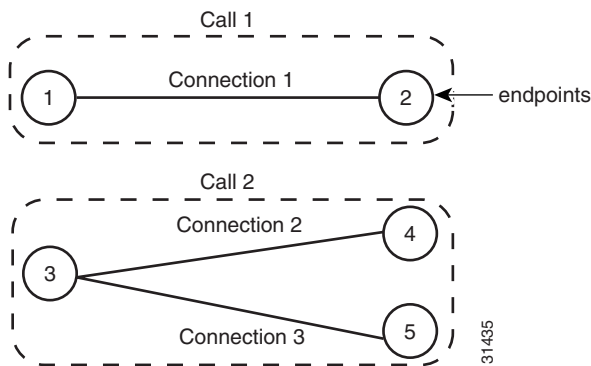 Call 1
Connection 1
1
2
endpoints
Call 2
Connection 2
4
3
5
Connection 3
31435